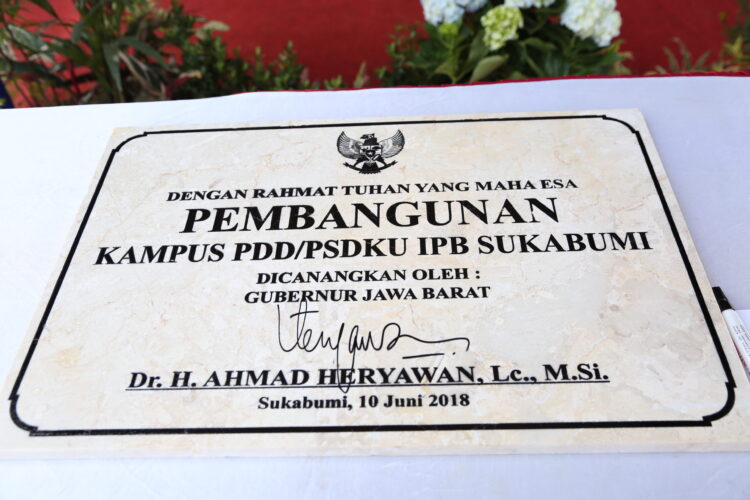 DENGAN RAHMAT TUHAN YANG MAHA ESA
PEMBANGUNAN
KAMPUS PDD/PSDKU IPB SUKABUMI
DICANANGKAN OLEH :
GUBERNUR JAWA BARAT
Dr. H. AHMAD HERYAWAN, Lc., M.Si.
Sukabumi, 10 Juni 2018